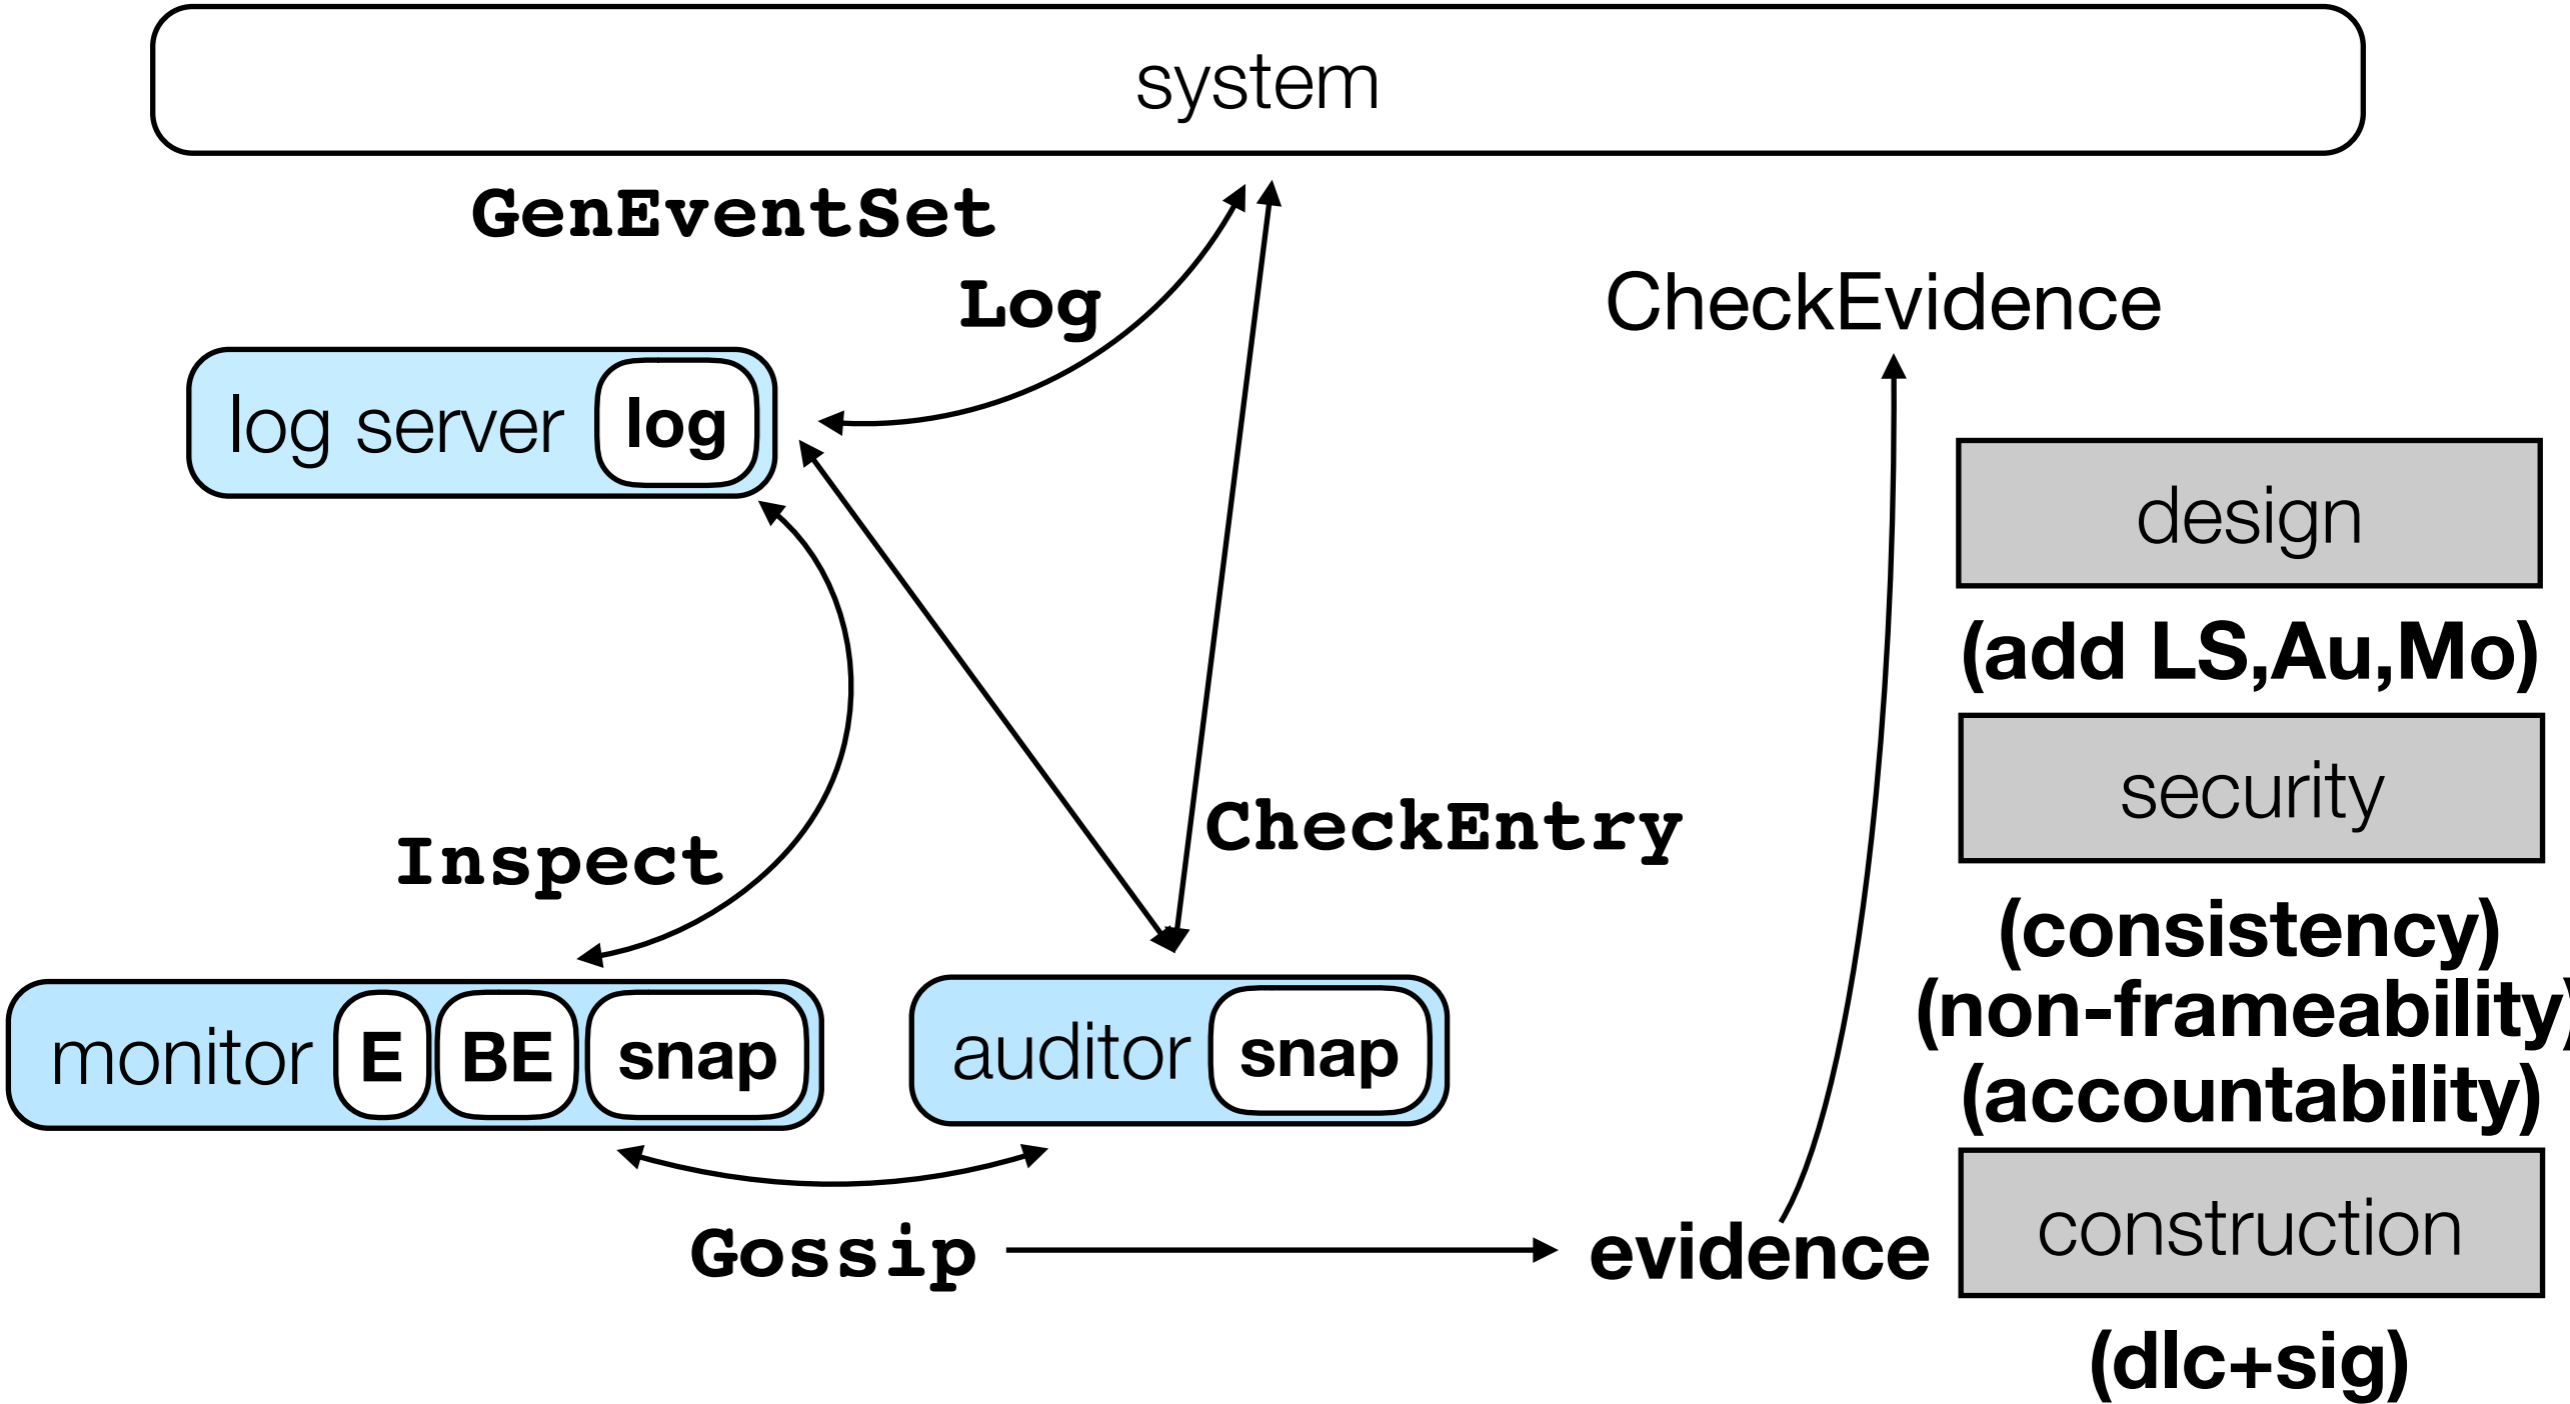 system
GenEventSet
Log
CheckEvidence
log server log
design
(add LS,Au,Mo)
security
CheckEntry
Inspect
(consistency)
(non-frameability)
(accountability)
monitor E BE snap
auditor snap
Gossip
evidence
construction
(dlc+sig)